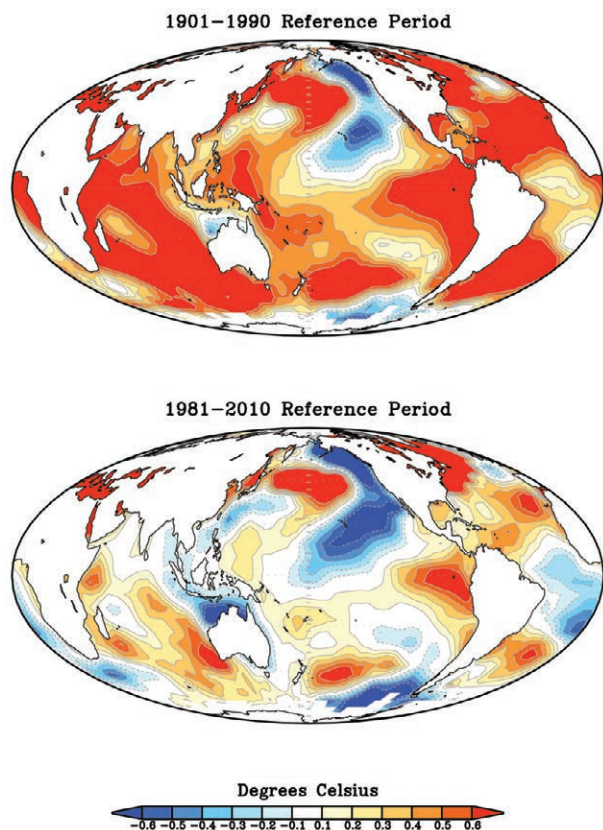 1901-1990 Reference Period
1981-2010 Reference Period
Degrees Celsius
-0.6 -0.5 -0.4 -0.3 -0.2 -0.1 0.1 0.2 0.3 0.4 0.5 0.6